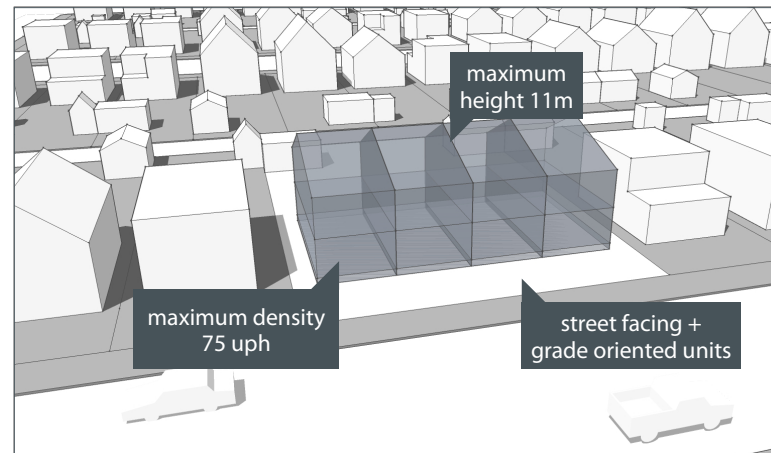 maximum
height 11m
maximum density
75 uph
street facing +
grade oriented units